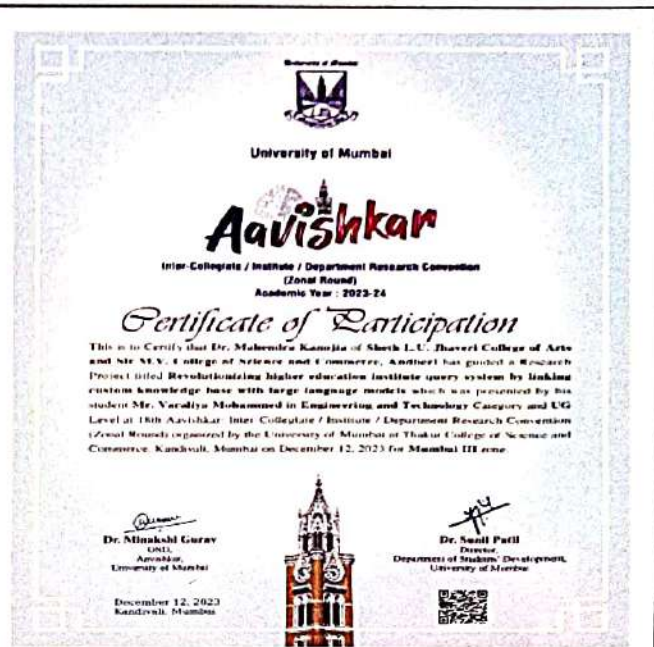 University of Mumbai
University of Mumbai
Aavishkar
Inter-Collegiate / Institute / Department Research Convention
(Zonal Round)
Academic Year : 2023-24
Certificate of Participation
This is to Certify that Dr. Mahendra Kanojia of Sheth L.U. Jhaveri College of Arts
and Sir M.V. College of Science and Commerce, Andheri has guided a Research
Project titled Revolutionizing higher education institute query system by linking
custom knowledge base with large language models which was presented by his
student Mr. Varaliya Mohammed in Engineering and Technology Category and UG
Level at 18th Aavishkar: Inter Collegiate / Institute / Department Research Convention
(Zonal Round) organized by the University of Mumbai at Thakur College of Science and
Commerce, Kandivali, Mumbai on December 12, 2023 for Mumbai III zone
Dr. Minakshi Gurav
OSD,
Aavishkar,
University of Mumbai
Dr. Sunil Patil
Director,
Department of Students' Development,
University of Mumbai
December 12, 2023
Kandivali, Mumbai